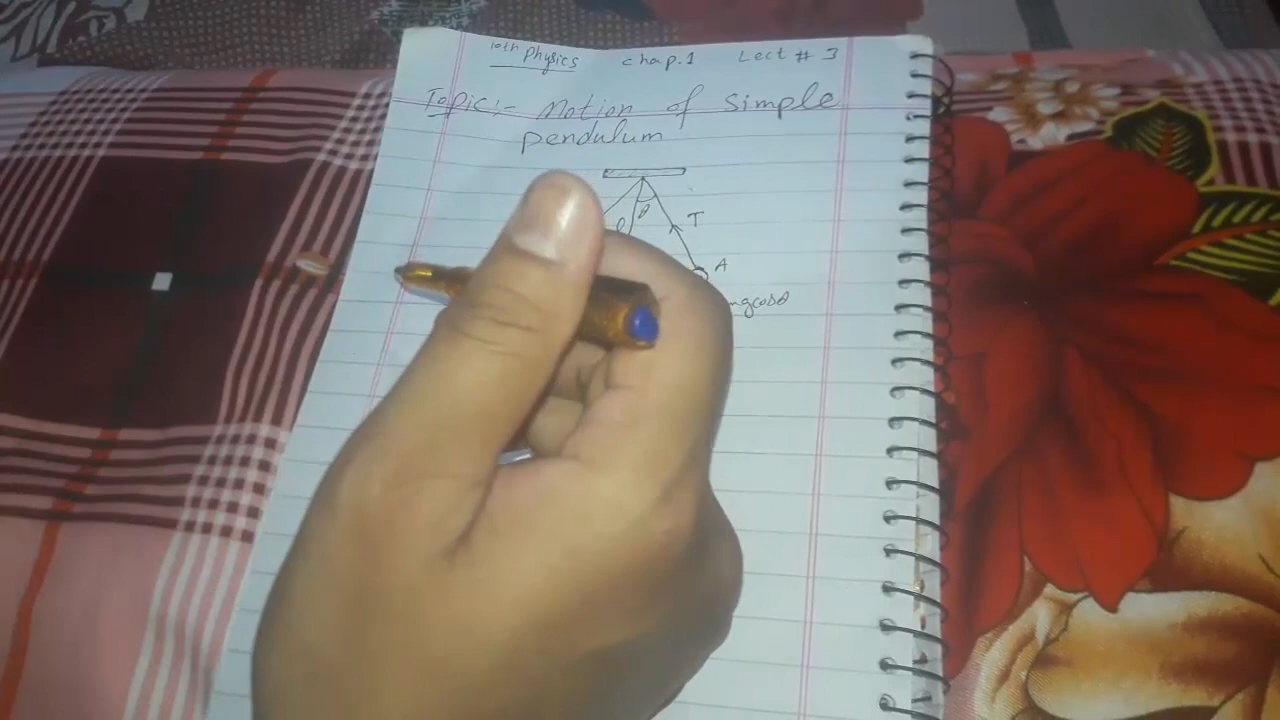 10th Physics chap.1 Lect # 3
Topic:- Motion of simple
pendulum
θ
l
T
A
mgcosθ